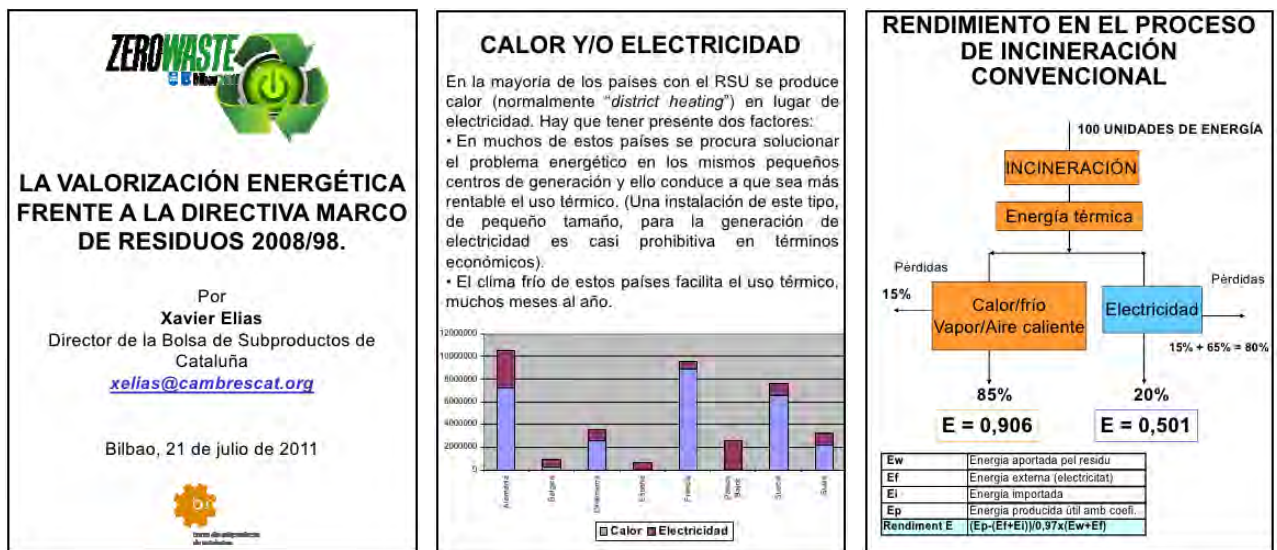 ZEROWASTE
LA VALORIZACIÓN ENERGÉTICA
FRENTE A LA DIRECTIVA MARCO
DE RESIDUOS 2008/98.
Por
Xavier Elias
Director de la Bolsa de Subproductos de
Cataluña
xelias@cambrescat.org
Bilbao, 21 de julio de 2011
CALOR Y/O ELECTRICIDAD
En la mayoría de los países con el RSU se produce
calor (normalmente “district heating”) en lugar de
electricidad. Hay que tener presente dos factores:
• En muchos de estos países se procura solucionar
el problema energético en los mismos pequeños
centros de generación y ello conduce a que sea más
rentable el uso térmico. (Una instalación de este tipo,
de pequeño tamaño, para la generación de
electricidad es casi prohibitiva en términos
económicos).
• El clima frío de estos países facilita el uso térmico,
muchos meses al año.
12000000
10000000
8000000
6000000
4000000
2000000
0
Alemania
Bélgica
Dinamarca
España
Francia
Países
Bajos
Suecia
Suiza
Calor
Electricidad
RENDIMIENTO EN EL PROCESO
DE INCINERACIÓN
CONVENCIONAL
100 UNIDADES DE ENERGÍA
INCINERACIÓN
Energía térmica
Pérdidas
15%
Calor/frío
Vapor/Aire caliente
Electricidad
Pérdidas
15% + 65% = 80%
85%
20%
E = 0,906
E = 0,501
Ew Energia aportada pel residu
Ef Energia externa (electricitat)
Ei Energia importada
Ep Energia producida útil amb coefi.
Rendiment E (Ep-(Ef+Ei))/0,97x(Ew+Ef)